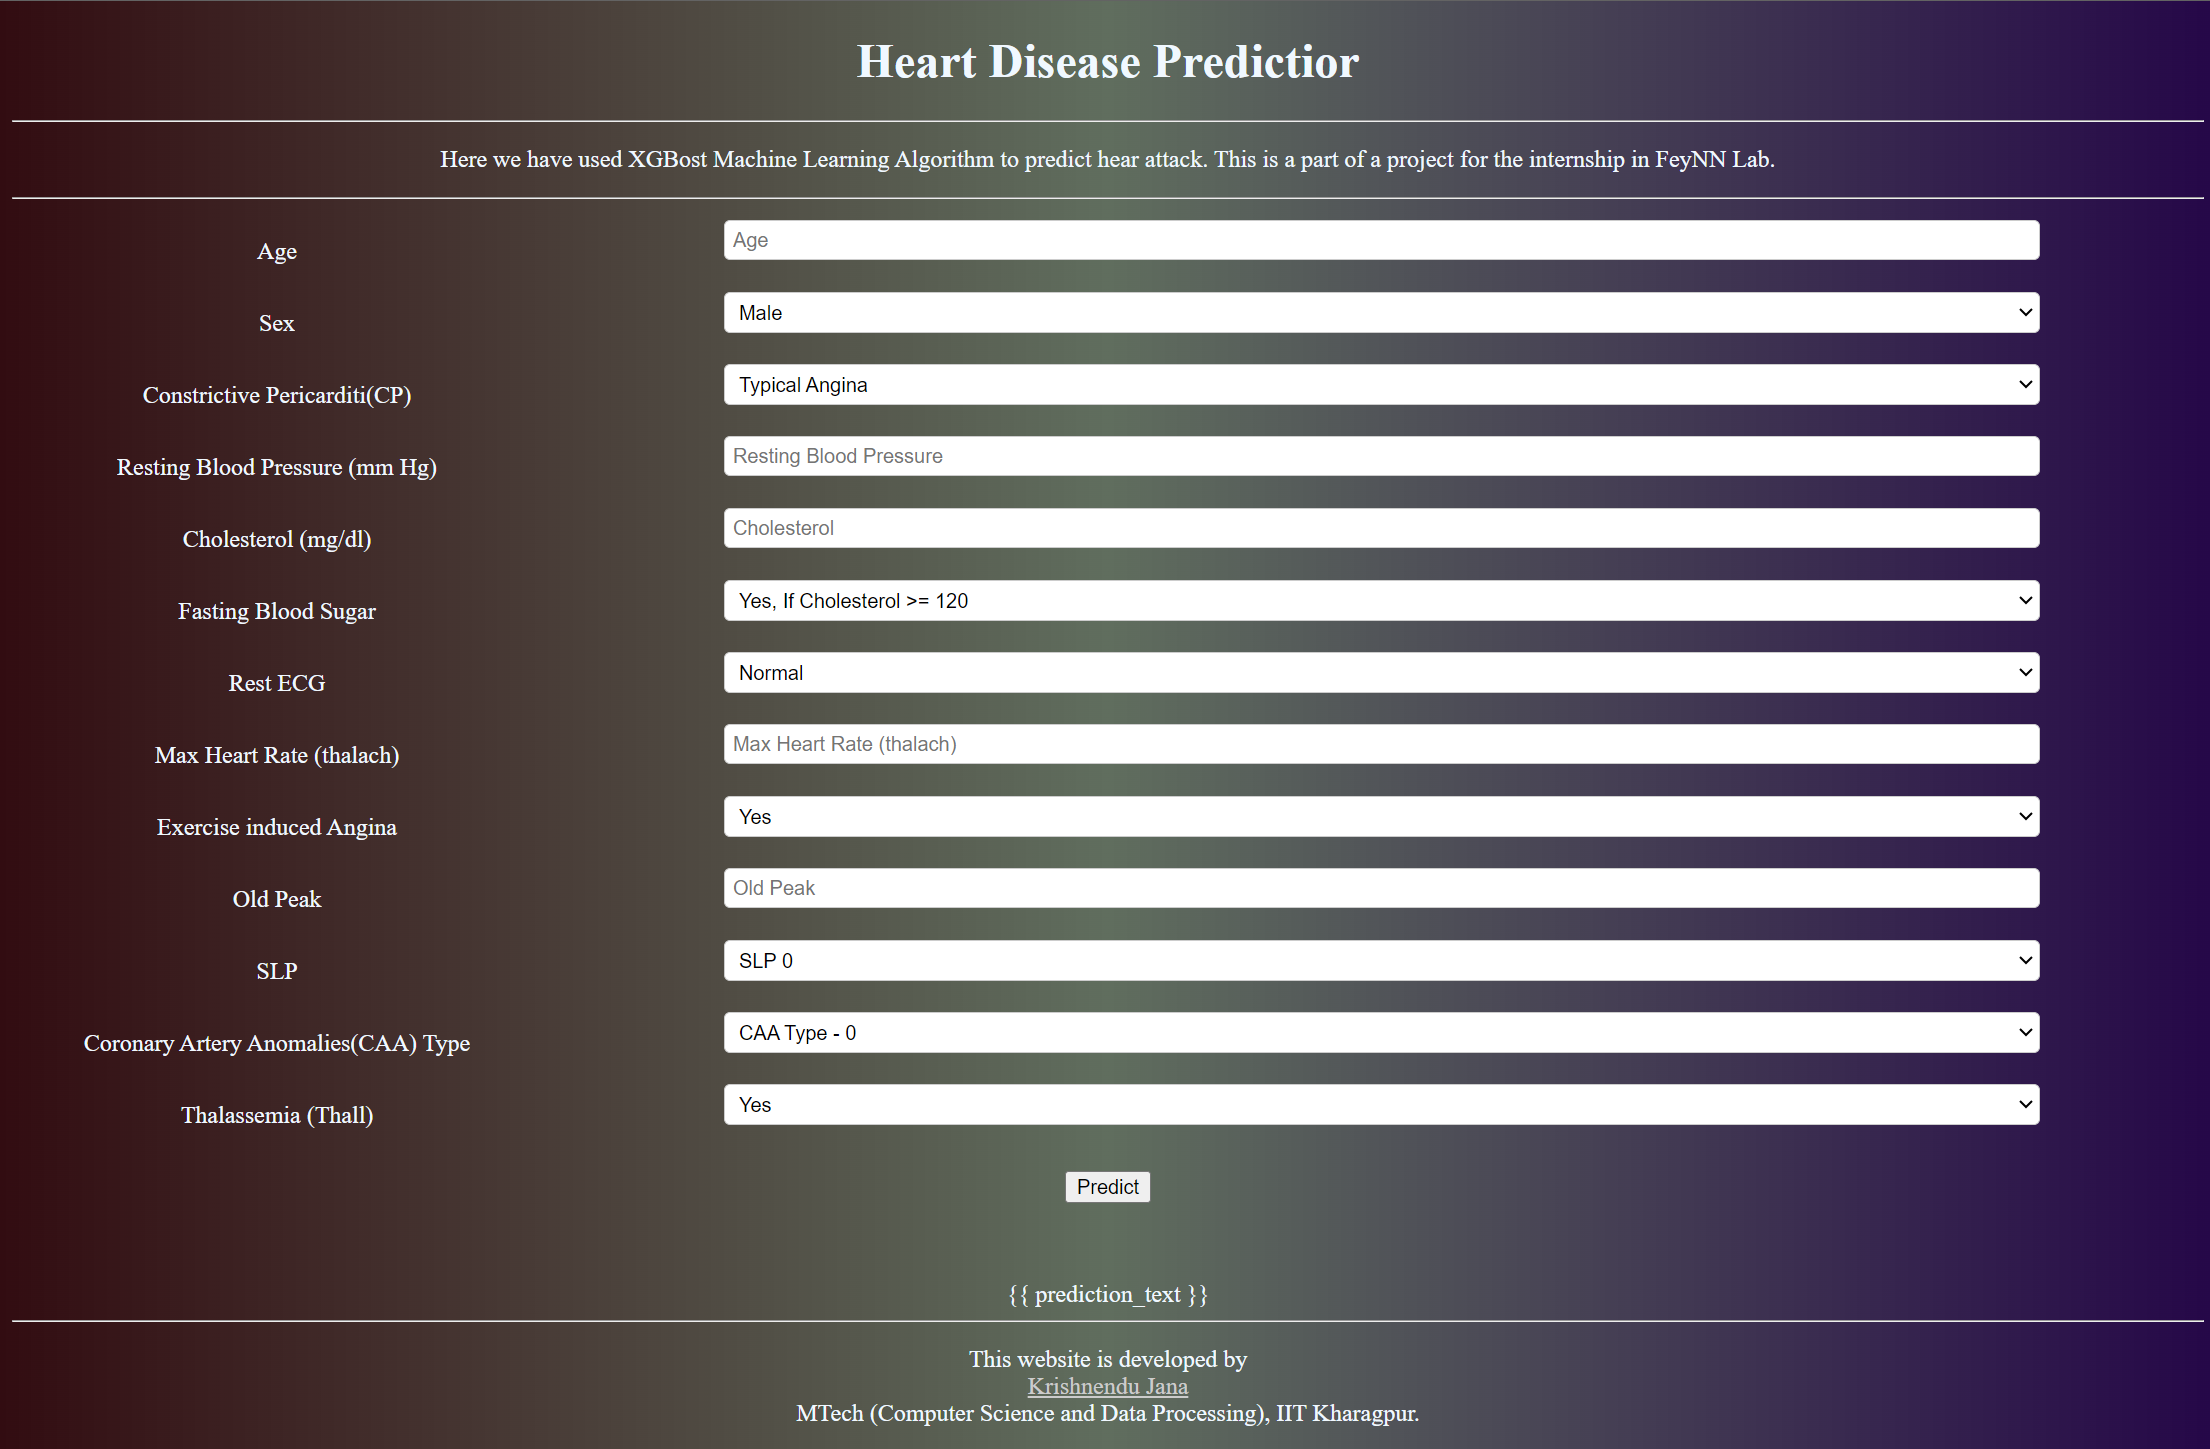 Heart Disease Predictior
Here we have used XGBost Machine Learning Algorithm to predict hear attack. This is a part of a project for the internship in FeyNN Lab.
Age Age
Sex Male
Constrictive Pericarditi(CP) Typical Angina
Resting Blood Pressure (mm Hg) Resting Blood Pressure
Cholesterol (mg/dl) Cholesterol
Fasting Blood Sugar Yes, If Cholesterol >= 120
Rest ECG Normal
Max Heart Rate (thalach) Max Heart Rate (thalach)
Exercise induced Angina Yes
Old Peak Old Peak
SLP SLP 0
Coronary Artery Anomalies(CAA) Type CAA Type - 0
Thalassemia (Thall) Yes
Predict
{{ prediction_text }}
This website is developed by
Krishnendu Jana
MTech (Computer Science and Data Processing), IIT Kharagpur.